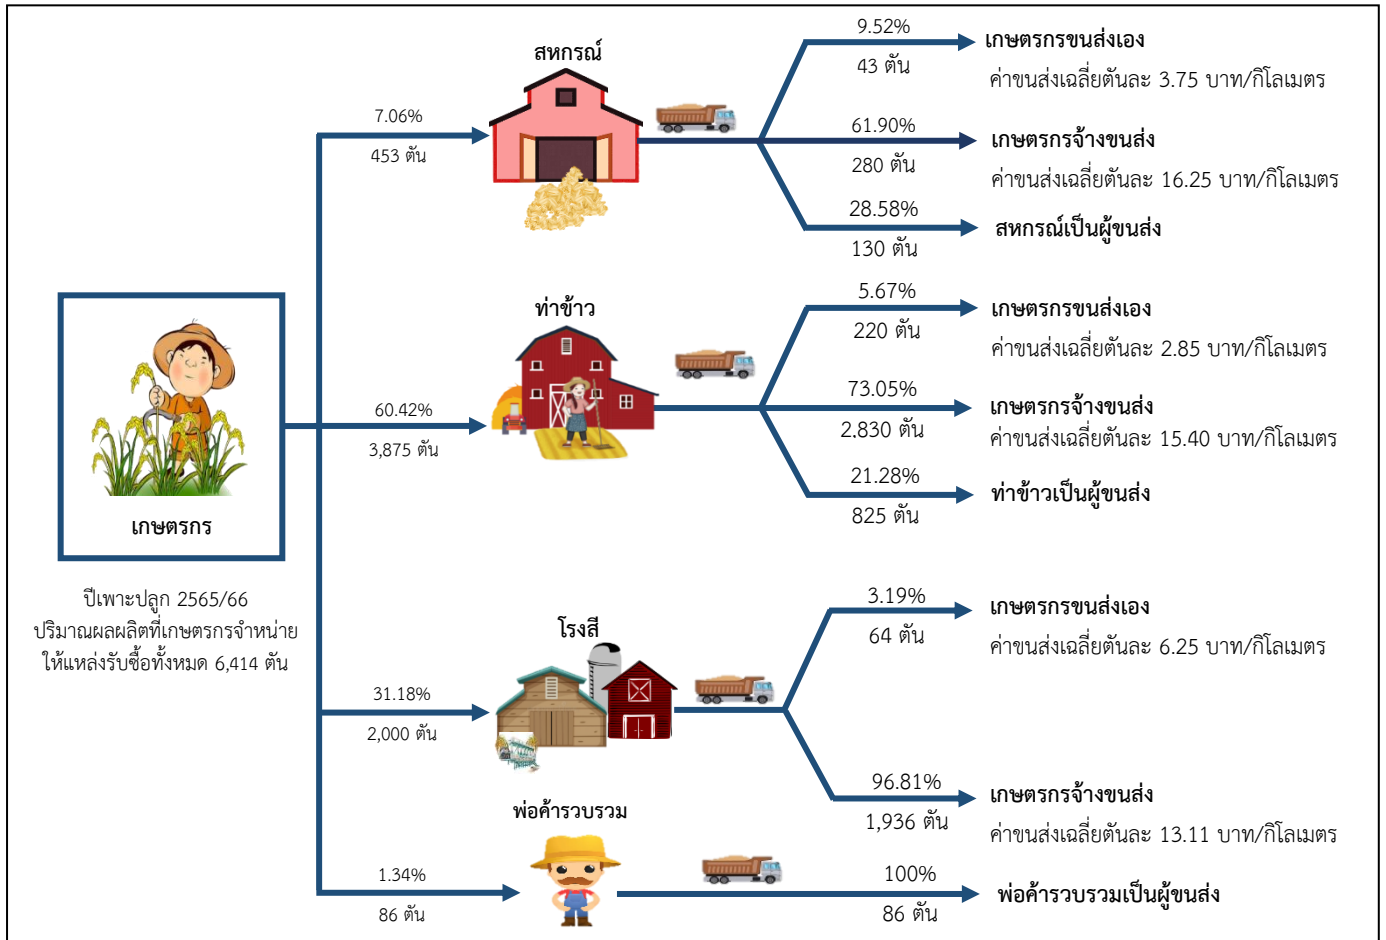 สหกรณ์
7.06%
453 ตัน
9.52%
43 ตัน
เกษตรกรขนส่งเอง
ค่าขนส่งเฉลี่ยตันละ 3.75 บาท/กิโลเมตร
61.90%
280 ตัน
เกษตรกรจ้างขนส่ง
ค่าขนส่งเฉลี่ยตันละ 16.25 บาท/กิโลเมตร
28.58%
130 ตัน
สหกรณ์เป็นผู้ขนส่ง
เกษตรกร
ปีเพาะปลูก 2565/66
ปริมาณผลผลิตที่เกษตรกรจำหน่าย
ให้แหล่งรับซื้อทั้งหมด 6,414 ตัน
ท่าข้าว
60.42%
3,875 ตัน
5.67%
220 ตัน
เกษตรกรขนส่งเอง
ค่าขนส่งเฉลี่ยตันละ 2.85 บาท/กิโลเมตร
73.05%
2,830 ตัน
เกษตรกรจ้างขนส่ง
ค่าขนส่งเฉลี่ยตันละ 15.40 บาท/กิโลเมตร
21.28%
825 ตัน
ท่าข้าวเป็นผู้ขนส่ง
โรงสี
31.18%
2,000 ตัน
3.19%
64 ตัน
เกษตรกรขนส่งเอง
ค่าขนส่งเฉลี่ยตันละ 6.25 บาท/กิโลเมตร
96.81%
1,936 ตัน
เกษตรกรจ้างขนส่ง
ค่าขนส่งเฉลี่ยตันละ 13.11 บาท/กิโลเมตร
พ่อค้ารวบรวม
1.34%
86 ตัน
100%
86 ตัน
พ่อค้ารวบรวมเป็นผู้ขนส่ง